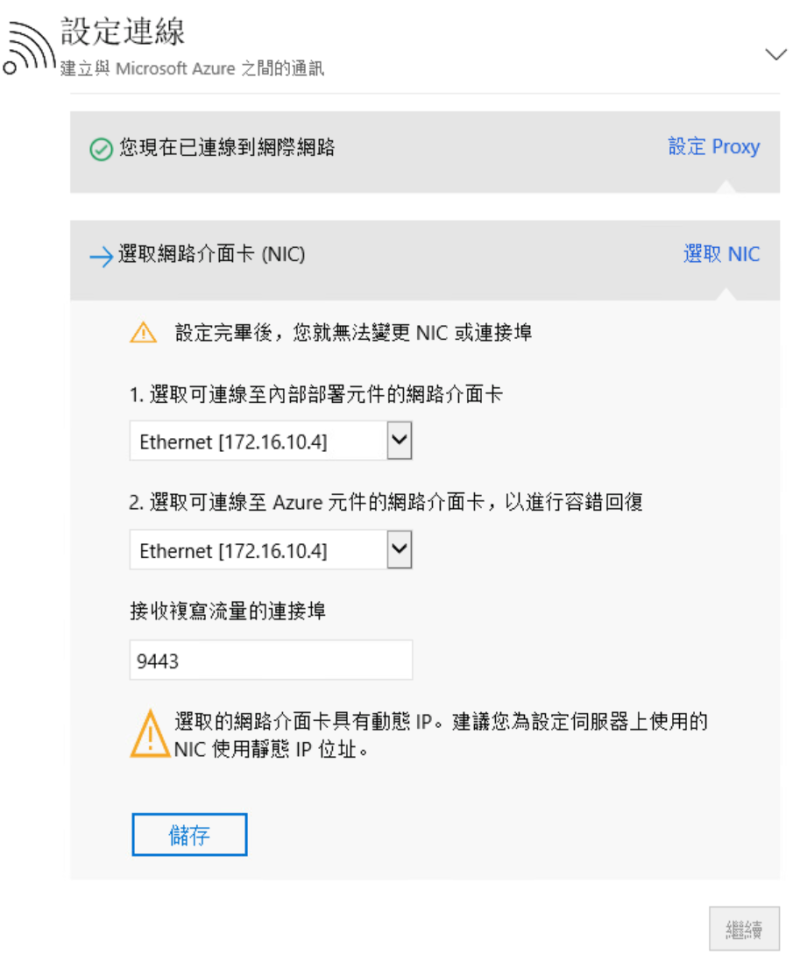 設定連線
建立與 Microsoft Azure 之間的通訊
您現在已連線到網際網路
設定 Proxy
選取網路介面卡 (NIC)
選取 NIC
設定完畢後，您就無法變更 NIC 或連接埠
1. 選取可連線至內部部署元件的網路介面卡
Ethernet [172.16.10.4]
2. 選取可連線至 Azure 元件的網路介面卡，以進行容錯回復
Ethernet [172.16.10.4]
接收複寫流量的連接埠
9443
選取的網路介面卡具有動態 IP。建議您為設定伺服器上使用的
NIC 使用靜態 IP 位址。
儲存
繼續